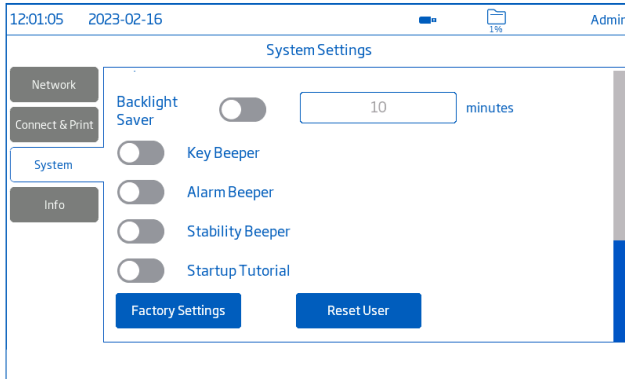 12:01:05 2023-02-16 1% Admin
System Settings
Network
Connect & Print
System
Info
Backlight
Saver
10 minutes
Key Beeper
Alarm Beeper
Stability Beeper
Startup Tutorial
Factory Settings Reset User